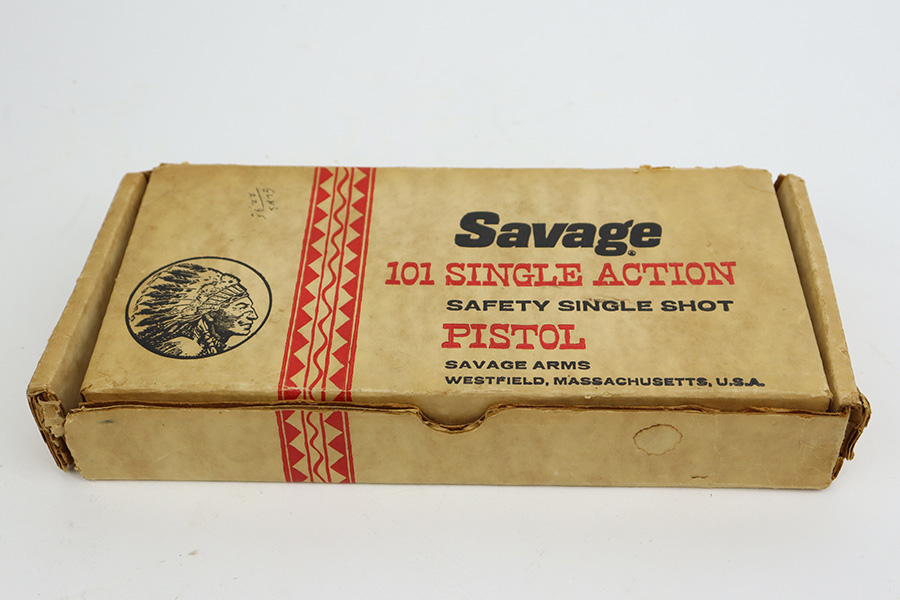 Savage
101 SINGLE ACTION
SAFETY SINGLE SHOT
PISTOL
SAVAGE ARMS
WESTFIELD, MASSACHUSETTS, U.S.A.